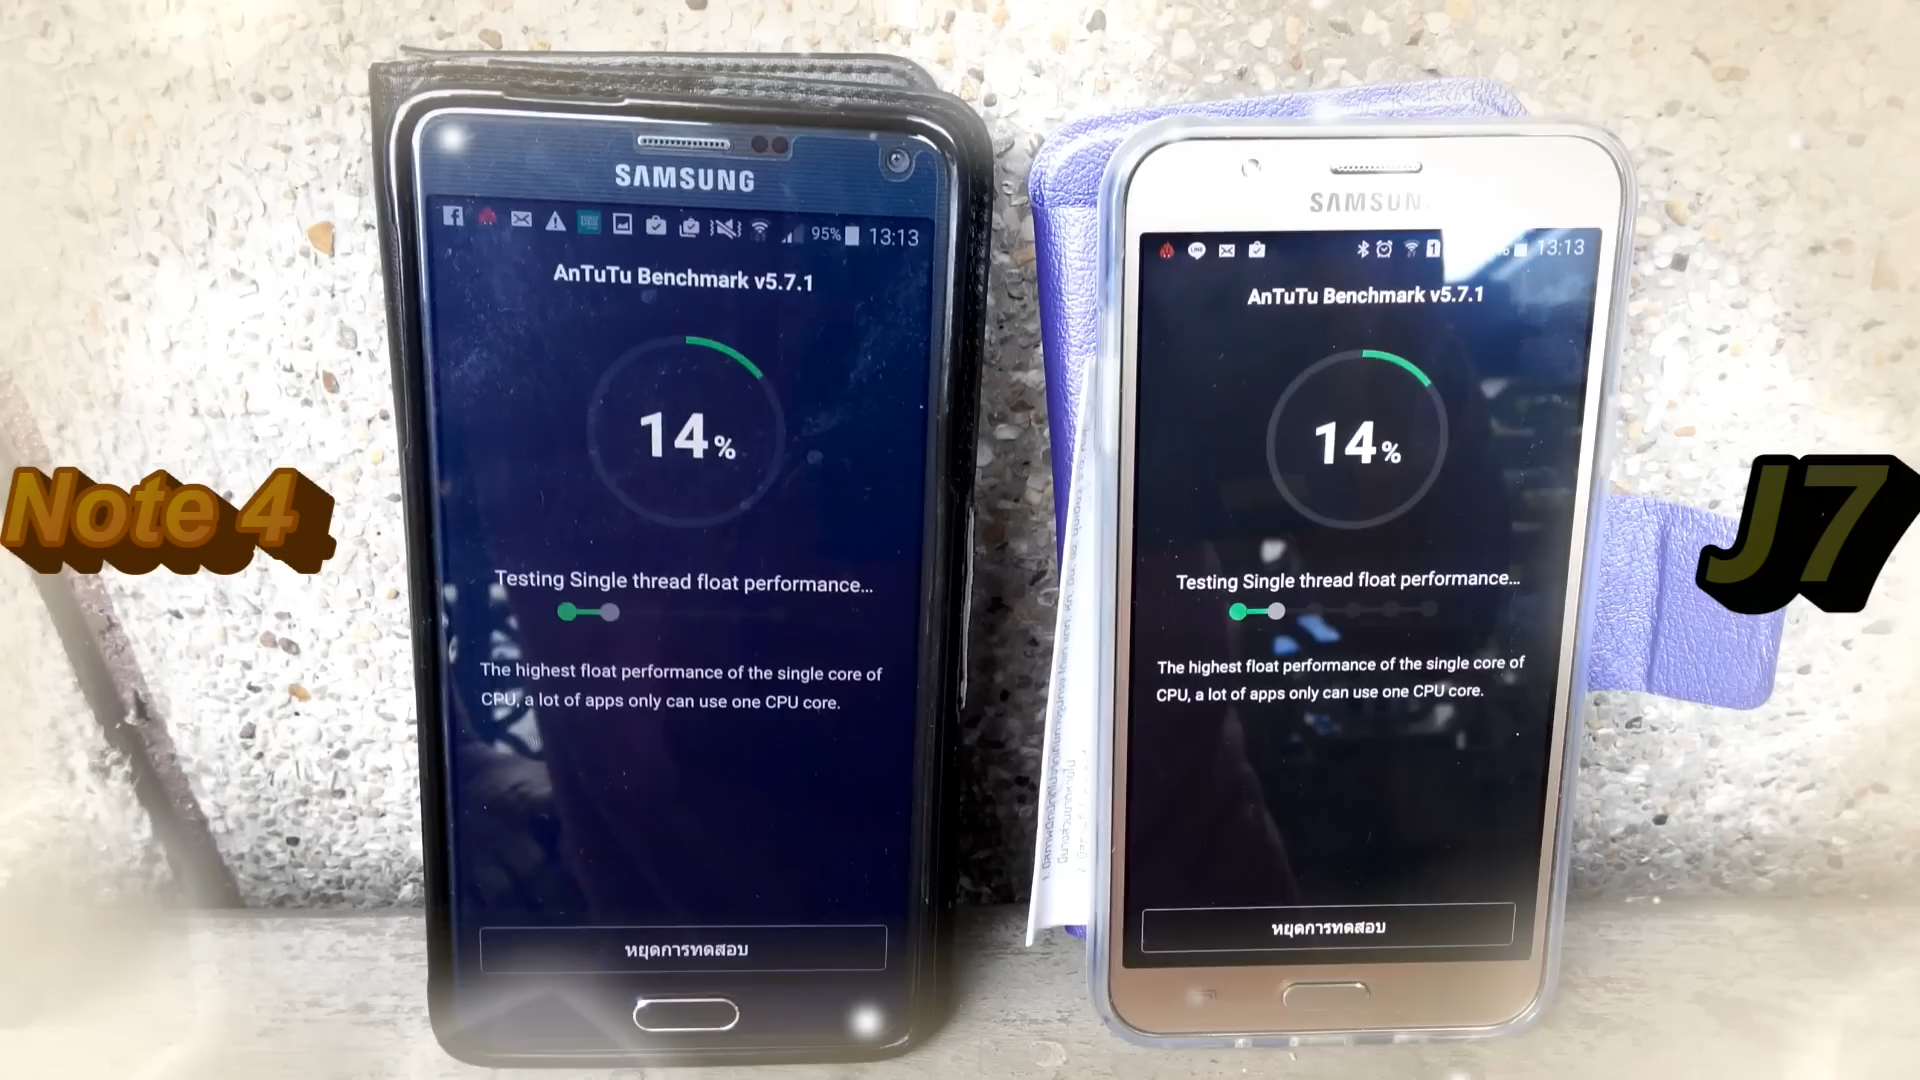 Note 4
SAMSUNG
95% 13:13
AnTuTu Benchmark v5.7.1
14%
Testing Single thread float performance...
The highest float performance of the single core of
CPU, a lot of apps only can use one CPU core.
หยุดการทดสอบ
SAMSUN
LINE
1
13:13
AnTuTu Benchmark v5.7.1
14%
Testing Single thread float performance...
The highest float performance of the single core of
CPU, a lot of apps only can use one CPU core.
หยุดการทดสอบ
J7